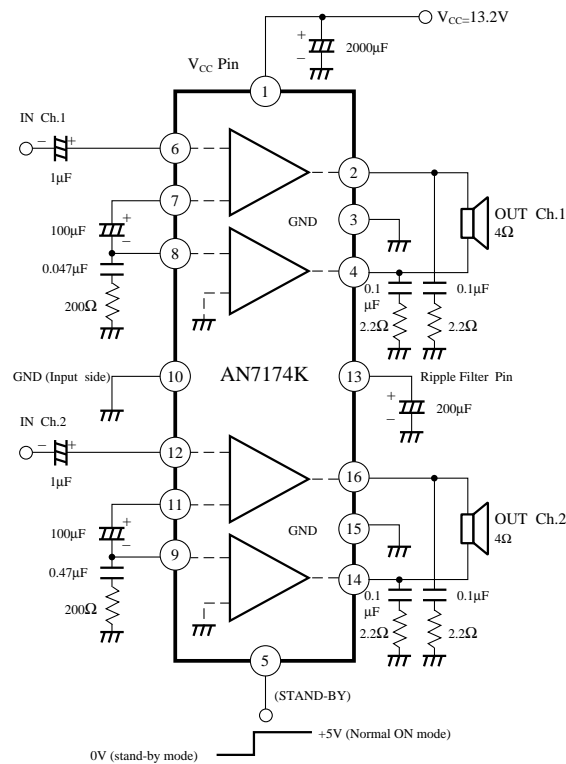 V_CC=13.2V
+
−
2000μF
V_CC Pin
1
IN Ch.1
− +
1μF
6
2
7
GND
3
OUT Ch.1
4Ω
100μF
+
−
8
4
0.047μF
200Ω
0.1
μF
0.1μF
2.2Ω
2.2Ω
GND (Input side)
10
AN7174K
13
Ripple Filter Pin
+
−
200μF
IN Ch.2
− +
1μF
12
16
11
GND
15
OUT Ch.2
4Ω
100μF
+
−
9
14
0.47μF
200Ω
0.1
μF
0.1μF
2.2Ω
2.2Ω
5
(STAND-BY)
+5V (Normal ON mode)
0V (stand-by mode)